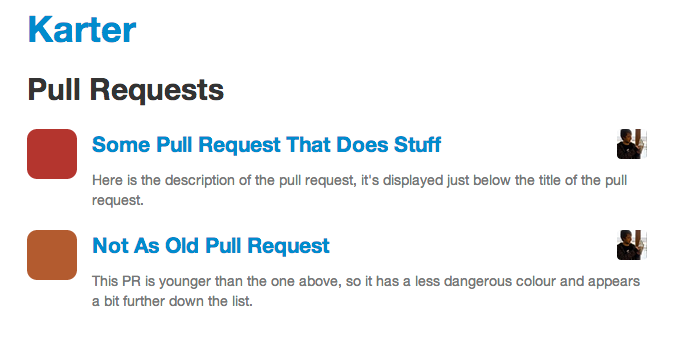 Karter
Pull Requests
Some Pull Request That Does Stuff
Here is the description of the pull request, it's displayed just below the title of the pull
request.
Not As Old Pull Request
This PR is younger than the one above, so it has a less dangerous colour and appears
a bit further down the list.